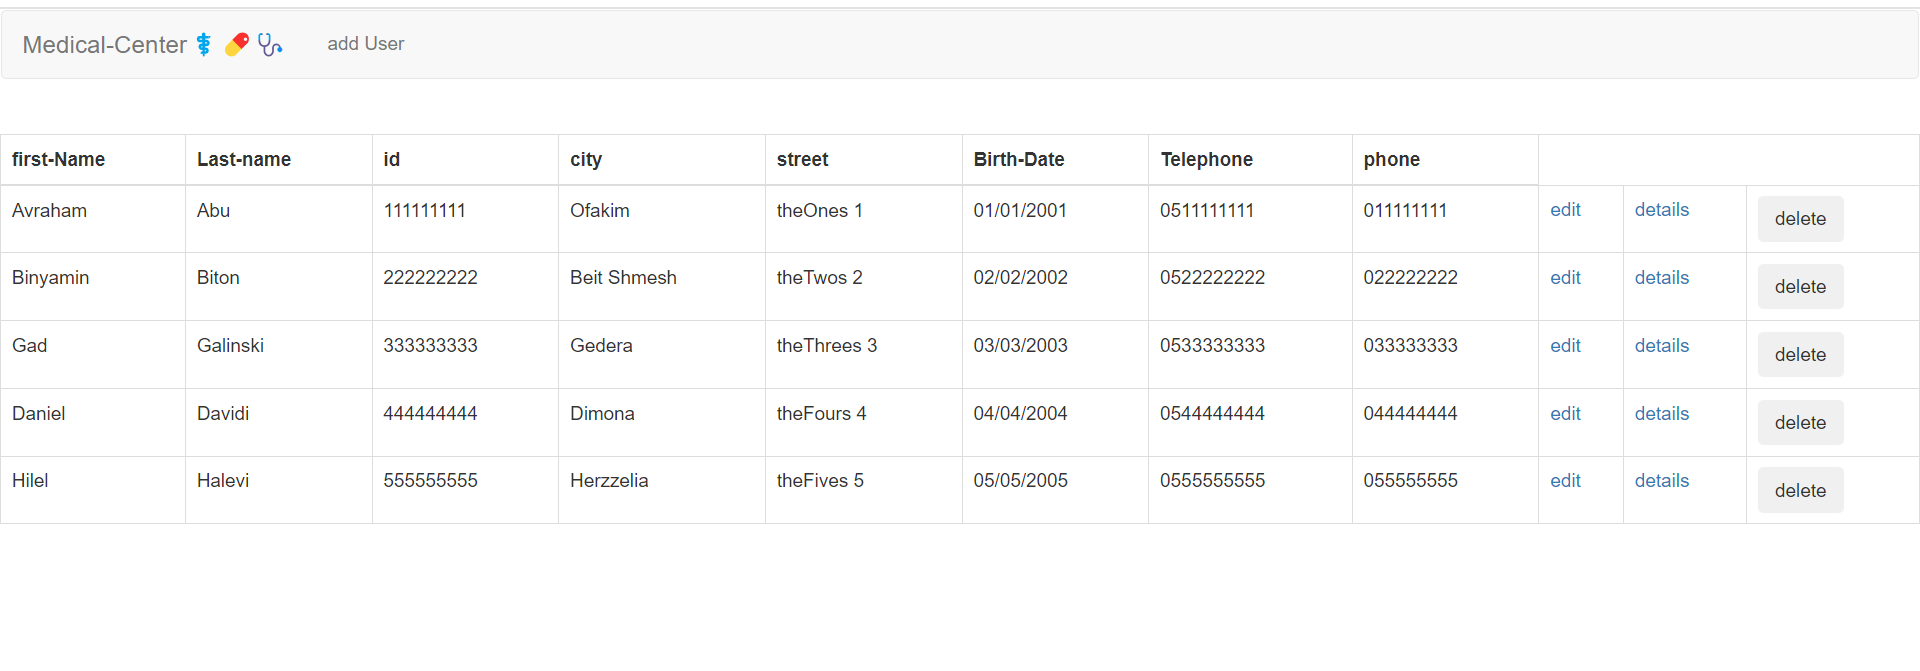 Medical-Center⚕️ 💊 🩺 add User
first-Name Last-name id city street Birth-Date Telephone phone
Avraham Abu 111111111 Ofakim theOnes 1 01/01/2001 0511111111 011111111 edit details delete
Binyamin Biton 222222222 Beit Shmesh theTwos 2 02/02/2002 0522222222 022222222 edit details delete
Gad Galinski 333333333 Gedera theThrees 3 03/03/2003 0533333333 033333333 edit details delete
Daniel Davidi 444444444 Dimona theFours 4 04/04/2004 0544444444 044444444 edit details delete
Hilel Halevi 555555555 Herzzelia theFives 5 05/05/2005 0555555555 055555555 edit details delete